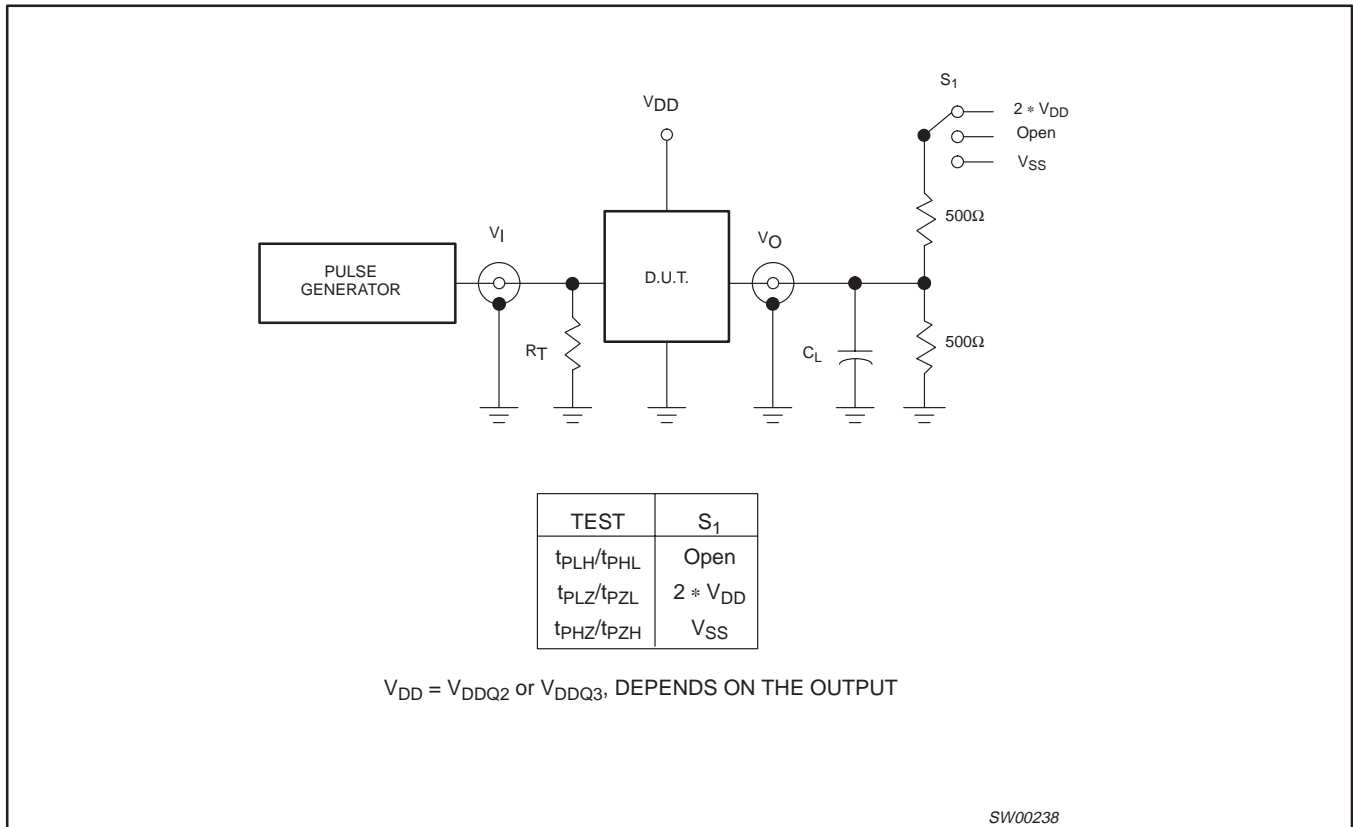 S1
VDD
2 * VDD
Open
VSS
500Ω
VI
VO
PULSE
GENERATOR
D.U.T.
RT
CL
500Ω
TEST S1
tPLH/tPHL Open
tPLZ/tPZL 2 * VDD
tPHZ/tPZH VSS
VDD = VDDQ2 or VDDQ3, DEPENDS ON THE OUTPUT
SW00238